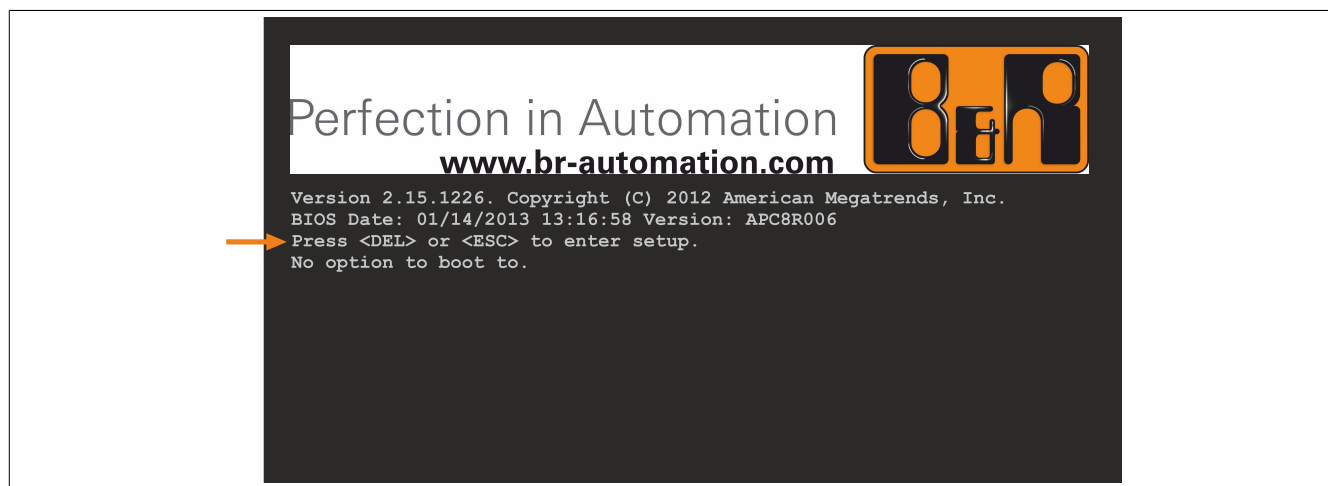 Perfection in Automation
www.br-automation.com
B&R
Version 2.15.1226. Copyright (C) 2012 American Megatrends, Inc.
BIOS Date: 01/14/2013 13:16:58 Version: APC8R006
Press <DEL> or <ESC> to enter setup.
No option to boot to.